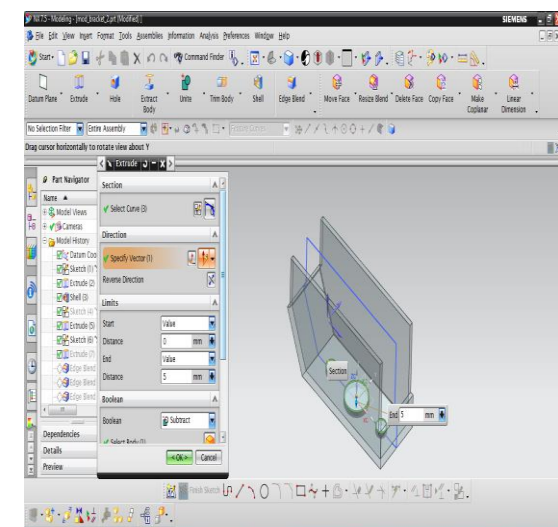 NX 7.5 - Modeling - [mod_bracket_2.prt (Modified) ]
SIEMENS
File Edit View Insert Format Tools Assemblies Information Analysis Preferences Window Help
Start Command Finder
Datum Plane Extrude Hole Extract Body Unite Trim Body Shell Edge Blend Move Face Resize Blend Delete Face Copy Face Make Coplanar Linear Dimension
No Selection Filter Entire Assembly
Drag cursor horizontally to rotate view about Y
Extrude
Part Navigator
Section
Name
Select Curve (3)
Model Views
Cameras
Direction
Model History
Datum Coo
Specify Vector (1)
Sketch (1)
Extrude (2)
Reverse Direction
Shell (3)
Sketch (4)
Limits
Extrude (5)
Start Value
Sketch (6)
Distance 0 mm
Extrude (7)
Edge Blend
End Value
Edge Blend
Distance 5 mm
Edge Blend
Boolean
Boolean Subtract
Select Body (1)
Dependencies
Details
Preview
<OK> Cancel
Section
End 5 mm
Finish Sketch